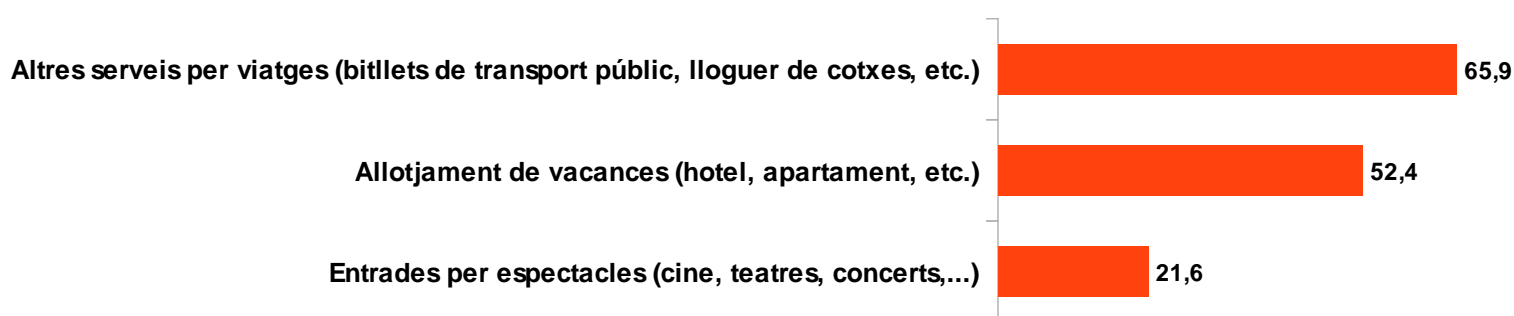 Altres serveis per viatges (bitllets de transport públic, lloguer de cotxes, etc.) 65,9
Allotjament de vacances (hotel, apartament, etc.) 52,4
Entrades per espectacles (cine, teatres, concerts,...) 21,6